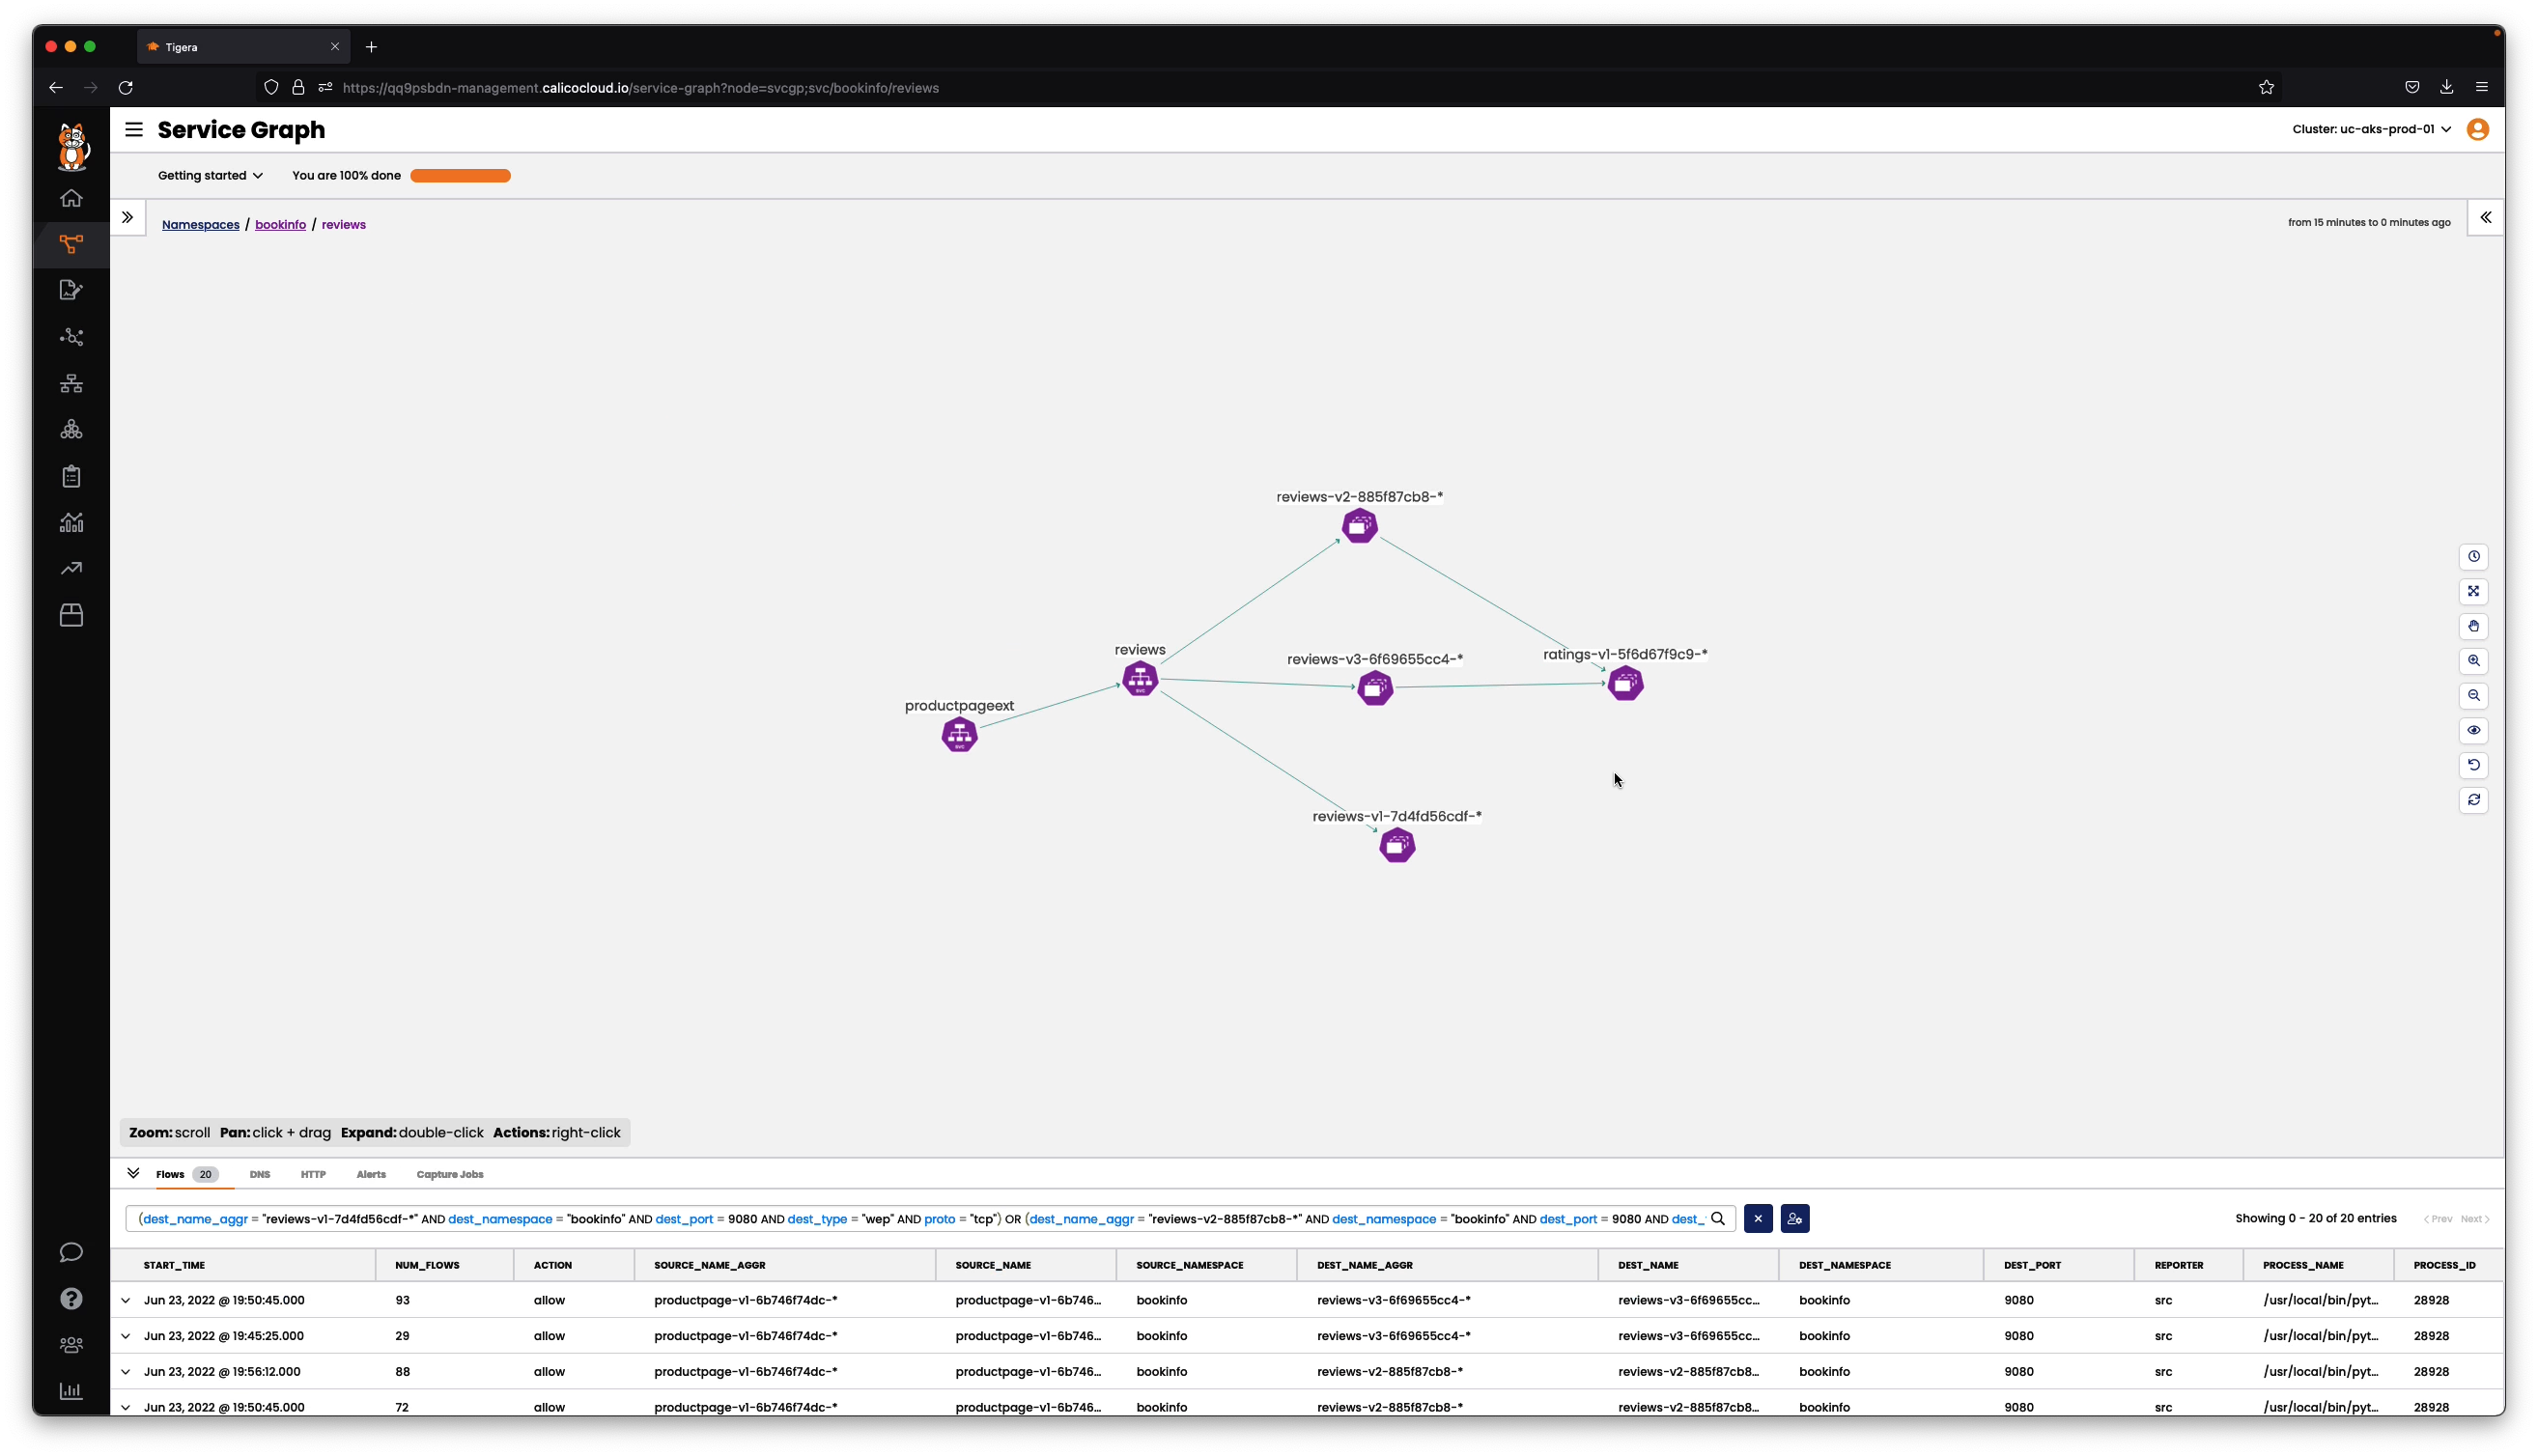 Tigera
https://qq9psbdn-management.calicocloud.io/service-graph?node=svcgp;svc/bookinfo/reviews
Service Graph
Cluster: uc-aks-prod-01
Getting started You are 100% done
Namespaces / bookinfo / reviews
from 15 minutes to 0 minutes ago
reviews-v2-885f87cb8-*
reviews
svc
reviews-v3-6f69655cc4-*
ratings-v1-5f6d67f9c9-*
productpageext
svc
reviews-v1-7d4fd56cdf-*
Zoom: scroll Pan: click + drag Expand: double-click Actions: right-click
Flows 20 DNS HTTP Alerts Capture Jobs
(dest_name_aggr = "reviews-v1-7d4fd56cdf-*" AND dest_namespace = "bookinfo" AND dest_port = 9080 AND dest_type = "wep" AND proto = "tcp") OR (dest_name_aggr = "reviews-v2-885f87cb8-*" AND dest_namespace = "bookinfo" AND dest_port = 9080 AND dest_
Showing 0 - 20 of 20 entries
< Prev Next >
START_TIME NUM_FLOWS ACTION SOURCE_NAME_AGGR SOURCE_NAME SOURCE_NAMESPACE DEST_NAME_AGGR DEST_NAME DEST_NAMESPACE DEST_PORT REPORTER PROCESS_NAME PROCESS_ID
Jun 23, 2022 @ 19:50:45.000 93 allow productpage-v1-6b746f74dc-* productpage-v1-6b746... bookinfo reviews-v3-6f69655cc4-* reviews-v3-6f69655cc... bookinfo 9080 src /usr/local/bin/pyt... 28928
Jun 23, 2022 @ 19:45:25.000 29 allow productpage-v1-6b746f74dc-* productpage-v1-6b746... bookinfo reviews-v3-6f69655cc4-* reviews-v3-6f69655cc... bookinfo 9080 src /usr/local/bin/pyt... 28928
Jun 23, 2022 @ 19:56:12.000 88 allow productpage-v1-6b746f74dc-* productpage-v1-6b746... bookinfo reviews-v2-885f87cb8-* reviews-v2-885f87cb8... bookinfo 9080 src /usr/local/bin/pyt... 28928
Jun 23, 2022 @ 19:50:45.000 72 allow productpage-v1-6b746f74dc-* productpage-v1-6b746... bookinfo reviews-v2-885f87cb8-* reviews-v2-885f87cb8... bookinfo 9080 src /usr/local/bin/pyt... 28928